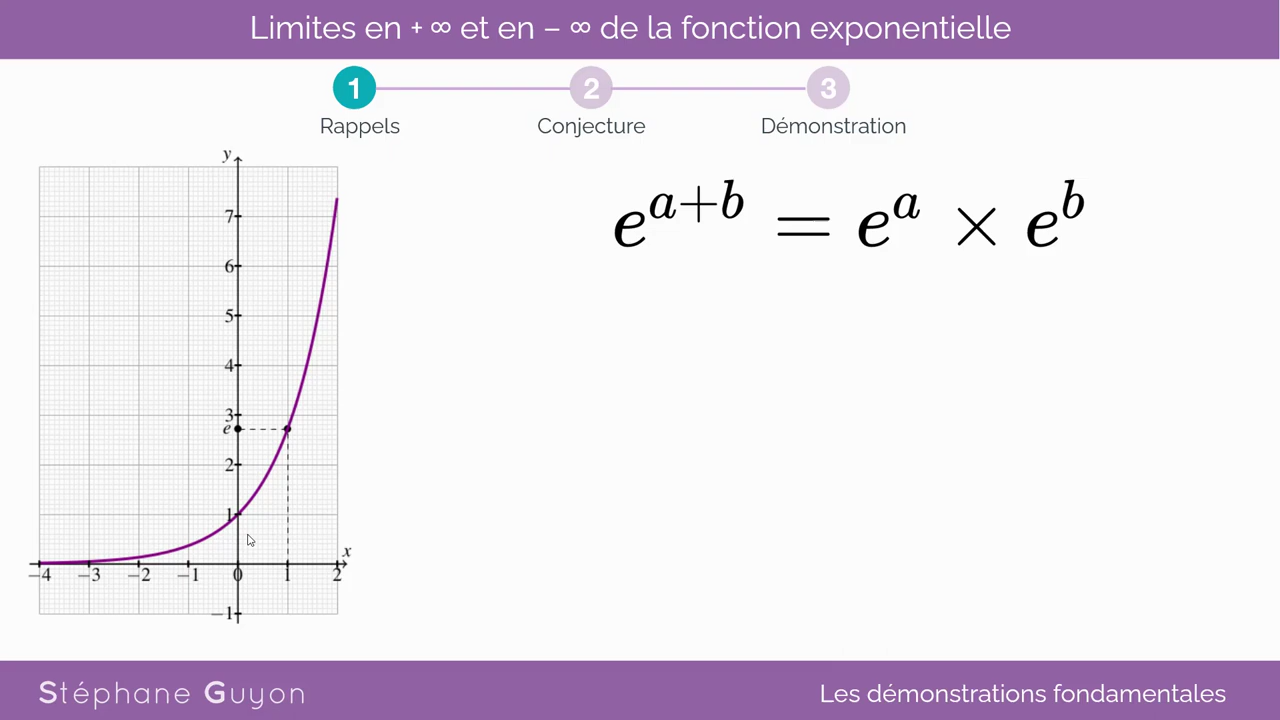 Limites en + ∞ et en – ∞ de la fonction exponentielle
1 2 3
Rappels Conjecture Démonstration
y
7
6
5
4
3
e
2
1
x
−4 −3 −2 −1 0 1 2
−1
e^{a+b} = e^a × e^b
Stéphane Guyon
Les démonstrations fondamentales